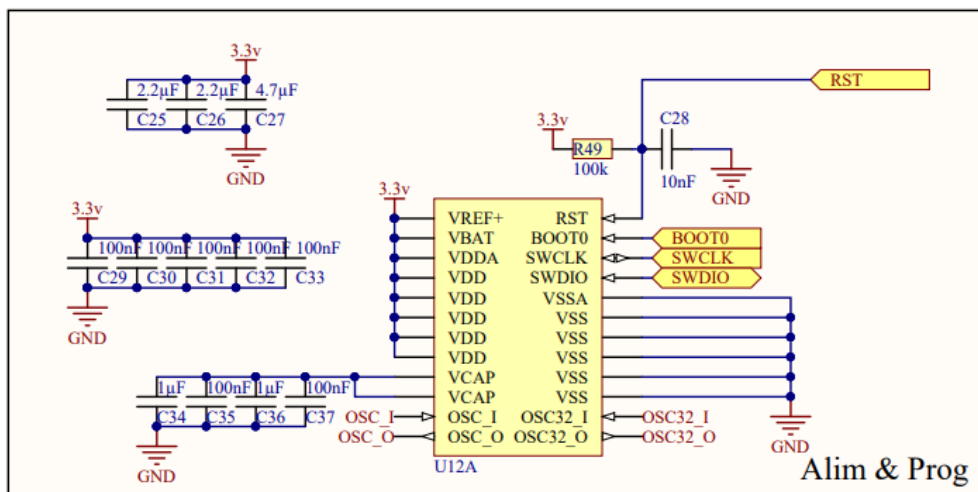 3.3v
2.2µF 2.2µF 4.7µF
C25 C26 C27
GND
RST
3.3v
C28
R49
100k
10nF
GND
3.3v
3.3v
100nF 100nF 100nF 100nF 100nF
C29 C30 C31 C32 C33
GND
VREF+ RST
VBAT BOOT0 BOOT0
VDDA SWCLK SWCLK
VDD SWDIO SWDIO
VDD VSSA
VDD VSS
VDD VSS
VDD VSS
VCAP VSS
1µF 100nF 1µF 100nF
VCAP VSS
C34 C35 C36 C37
OSC_I OSC_I OSC32_I OSC32_I
OSC_O OSC_O OSC32_O OSC32_O
GND
GND
U12A
Alim & Prog